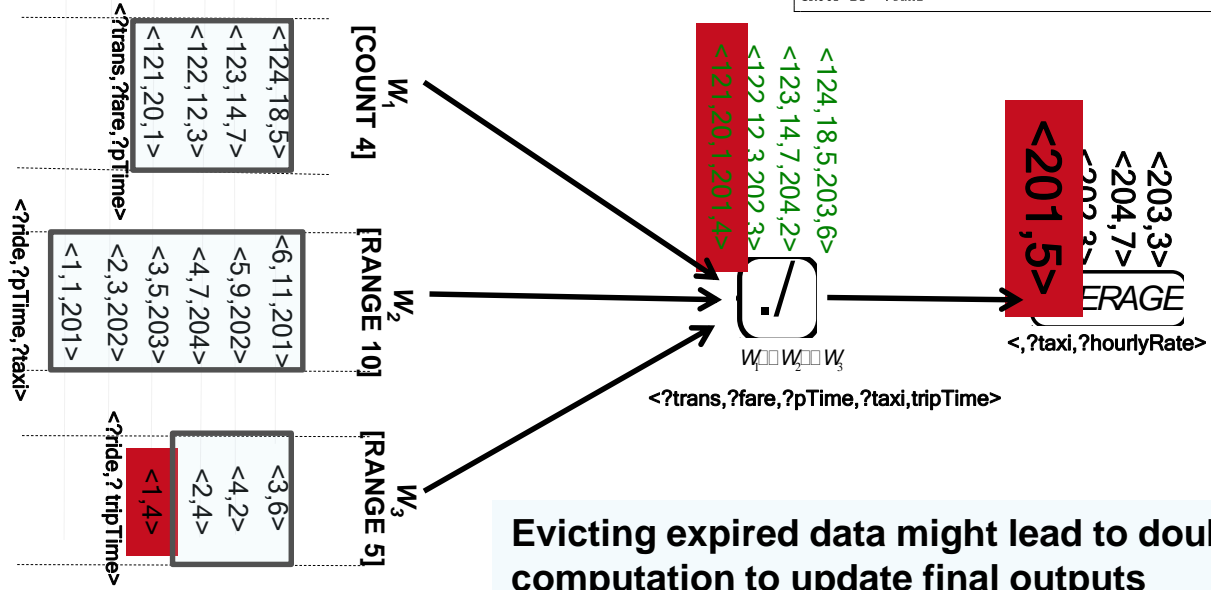 W1
[COUNT 4]
<124,18,5>
<123,14,7>
<122,12,3>
<121,20,1>
<?trans,?fare,?pTime>
W2
[RANGE 10]
<6,11,201>
<5,9,202>
<4,7,204>
<3,5,203>
<2,3,202>
<1,1,201>
<?ride,?pTime,?taxi>
W3
[RANGE 5]
<3,6>
<4,2>
<2,4>
<1,4>
<?ride,? tripTime>
<124,18,5,203,6>
<123,14,7,204,2>
<122,12,3,202,3>
<121,20,1,201,4>
./
W1□□W2□□W3
<?trans,?fare,?pTime,?taxi,tripTime>
<203,3>
<204,7>
<201,5>
ERAGE
<,?taxi,?hourlyRate>
Evicting expired data might lead to doul
computation to update final outputs